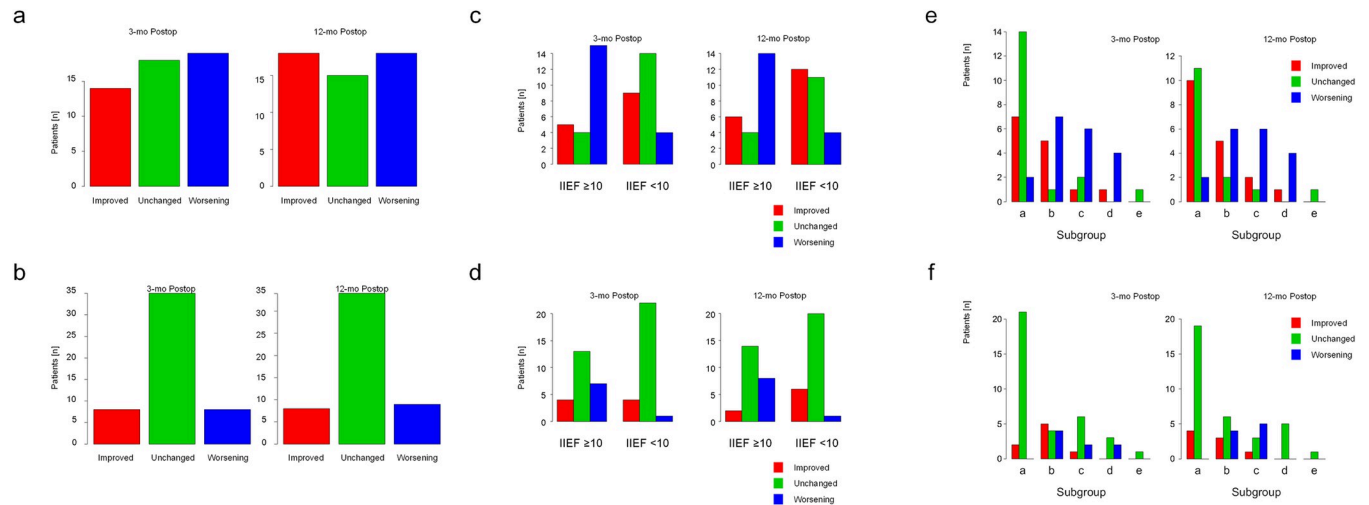 a
3-mo Postop
12-mo Postop
Patients [n]
15
10
5
0
15
10
5
0
Improved
Unchanged
Worsening
Improved
Unchanged
Worsening
b
3-mo Postop
12-mo Postop
Patients [n]
35
30
25
20
15
10
5
0
35
30
25
20
15
10
5
0
Improved
Unchanged
Worsening
Improved
Unchanged
Worsening
c
3-mo Postop
12-mo Postop
Patients [n]
14
12
10
8
6
4
2
0
14
12
10
8
6
4
2
0
IIEF ≥10
IIEF <10
IIEF ≥10
IIEF <10
Improved
Unchanged
Worsening
d
3-mo Postop
12-mo Postop
Patients [n]
20
15
10
5
0
20
15
10
5
0
IIEF ≥10
IIEF <10
IIEF ≥10
IIEF <10
Improved
Unchanged
Worsening
e
3-mo Postop
12-mo Postop
Patients [n]
14
12
10
8
6
4
2
0
12
10
8
6
4
2
0
a b c d e
a b c d e
Subgroup
Subgroup
Improved
Unchanged
Worsening
f
3-mo Postop
12-mo Postop
Patients [n]
20
15
10
5
0
20
15
10
5
0
a b c d e
a b c d e
Subgroup
Subgroup
Improved
Unchanged
Worsening